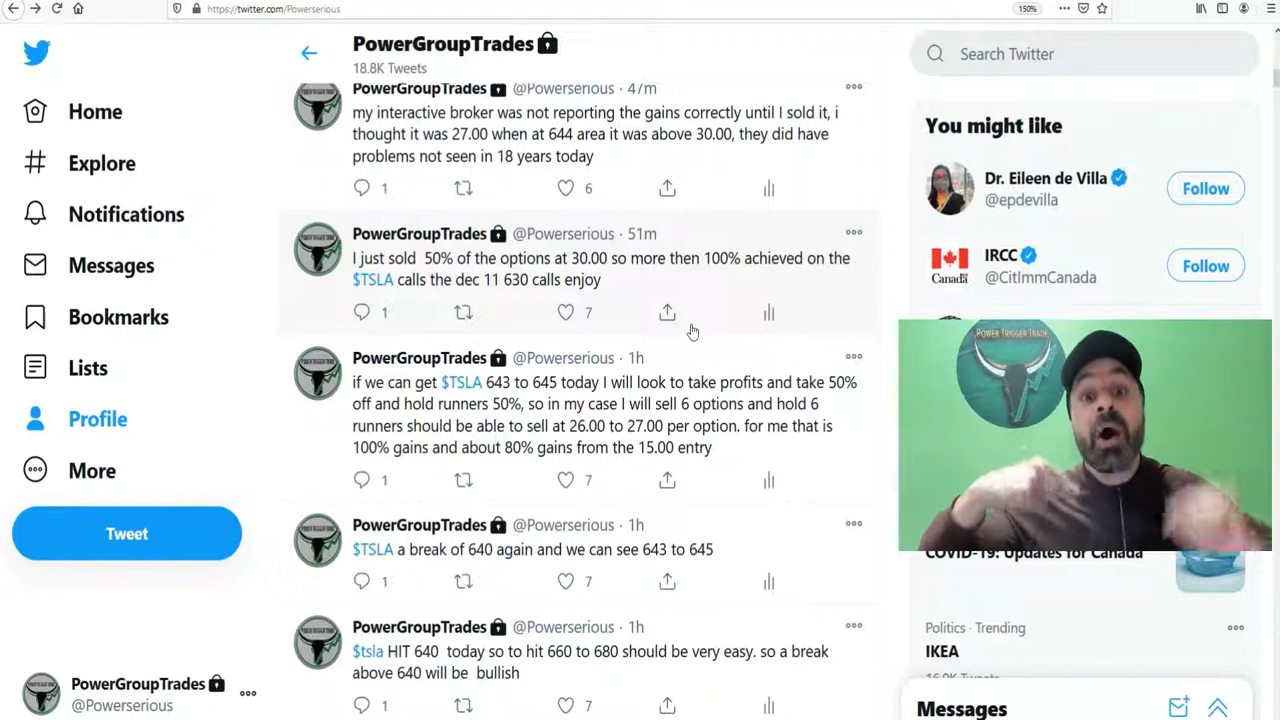 https://twitter.com/Powerserious
150%
PowerGroupTrades
18.8K Tweets
Search Twitter
Home
Explore
Notifications
Messages
Bookmarks
Lists
Profile
More
Tweet
PowerGroupTrades
@Powerserious
PowerGroupTrades @Powerserious · 47m
my interactive broker was not reporting the gains correctly until I sold it, i
thought it was 27.00 when at 644 area it was above 30.00, they did have
problems not seen in 18 years today
1 6
PowerGroupTrades @Powerserious · 51m
I just sold 50% of the options at 30.00 so more then 100% achieved on the
$TSLA calls the dec 11 630 calls enjoy
1 7
PowerGroupTrades @Powerserious · 1h
if we can get $TSLA 643 to 645 today I will look to take profits and take 50%
off and hold runners 50%, so in my case I will sell 6 options and hold 6
runners should be able to sell at 26.00 to 27.00 per option. for me that is
100% gains and about 80% gains from the 15.00 entry
1 7
PowerGroupTrades @Powerserious · 1h
$TSLA a break of 640 again and we can see 643 to 645
1 7
PowerGroupTrades @Powerserious · 1h
$tsla HIT 640 today so to hit 660 to 680 should be very easy. so a break
above 640 will be bullish
1 7
You might like
Dr. Eileen de Villa
@epdevilla
Follow
IRCC
@CitImmCanada
Follow
POWER TRIGGER TRADE
COVID-19: Updates for Canada
Politics · Trending
IKEA
Messages